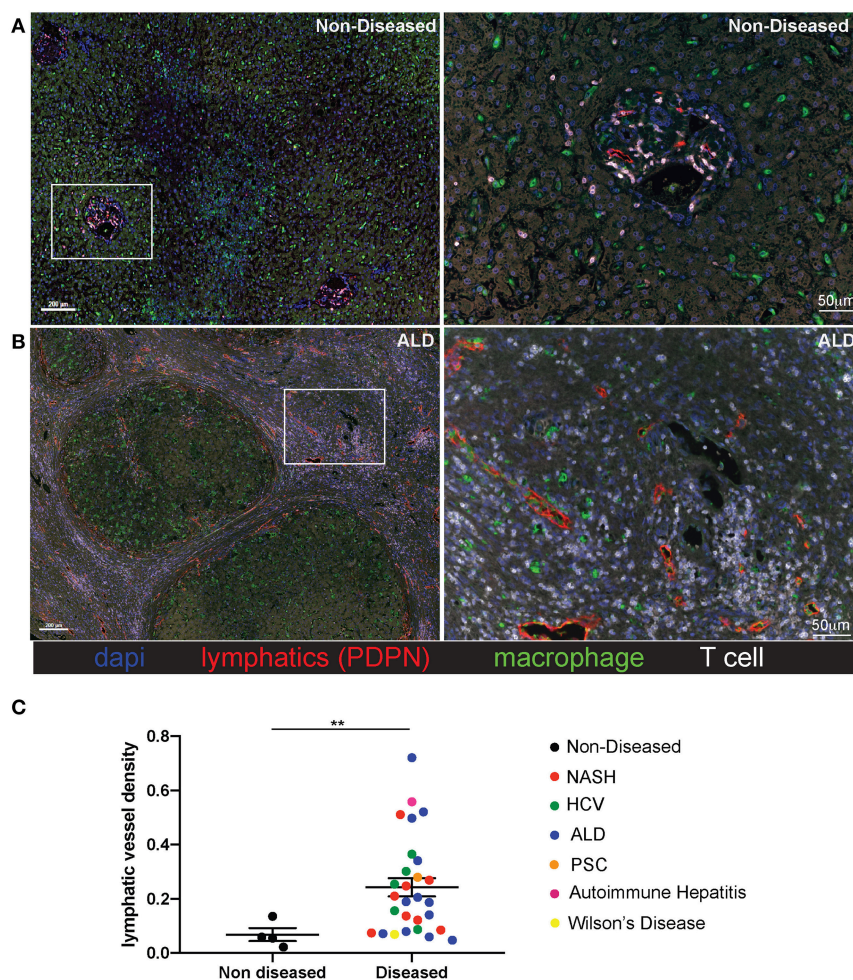 A
Non-Diseased
Non-Diseased
200 μm
50μm
B
ALD
ALD
200 μm
50μm
dapi lymphatics (PDPN) macrophage T cell
C
**
0.8
0.6
0.4
0.2
0.0
lymphatic vessel density
Non diseased
Diseased
Non-Diseased
NASH
HCV
ALD
PSC
Autoimmune Hepatitis
Wilson's Disease